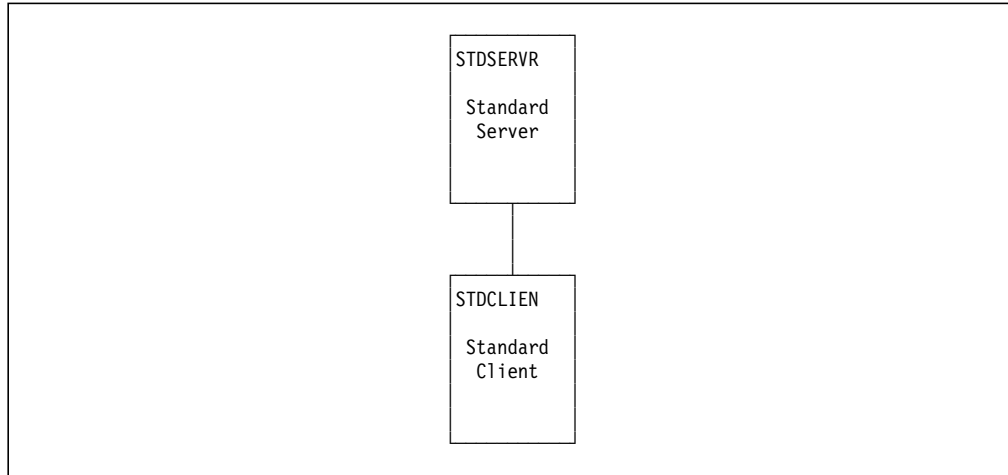 STDSERVR
Standard
Server
STDCLIEN
Standard
Client